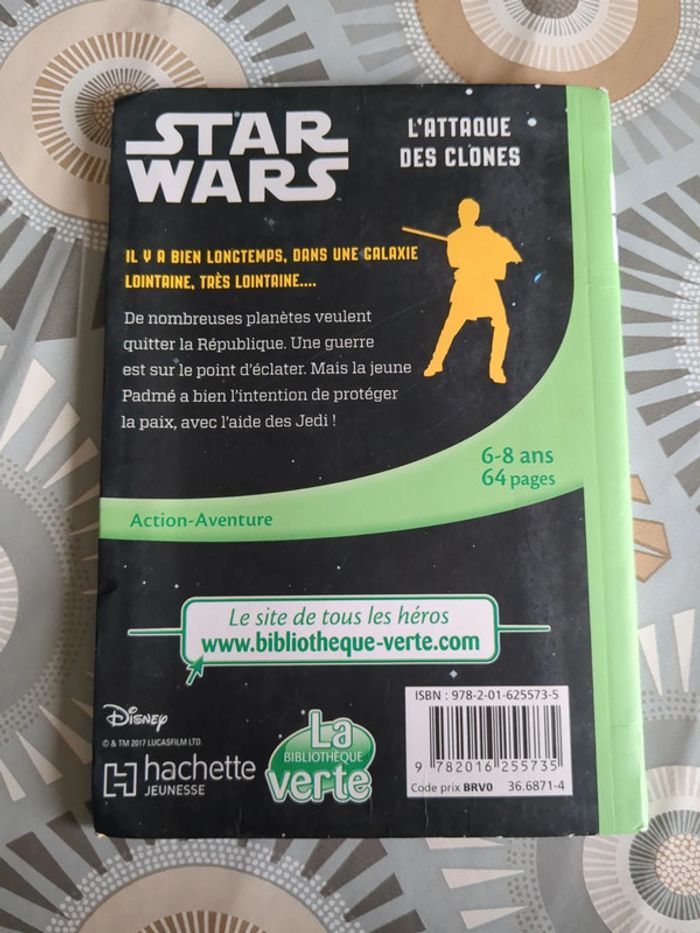 STAR
WARS
L'ATTAQUE
DES CLONES
IL Y A BIEN LONGTEMPS, DANS UNE GALAXIE
LOINTAINE, TRÈS LOINTAINE....
De nombreuses planètes veulent
quitter la République. Une guerre
est sur le point d'éclater. Mais la jeune
Padmé a bien l'intention de protéger
la paix, avec l'aide des Jedi !
6-8 ans
64 pages
Action-Aventure
Le site de tous les héros
www.bibliotheque-verte.com
Disney
© & TM 2017 LUCASFILM LTD.
hachette
JEUNESSE
La
BIBLIOTHÈQUE
verte
ISBN : 978-2-01-625573-5
9 782016 255735
Code prix BRV0 36.6871-4